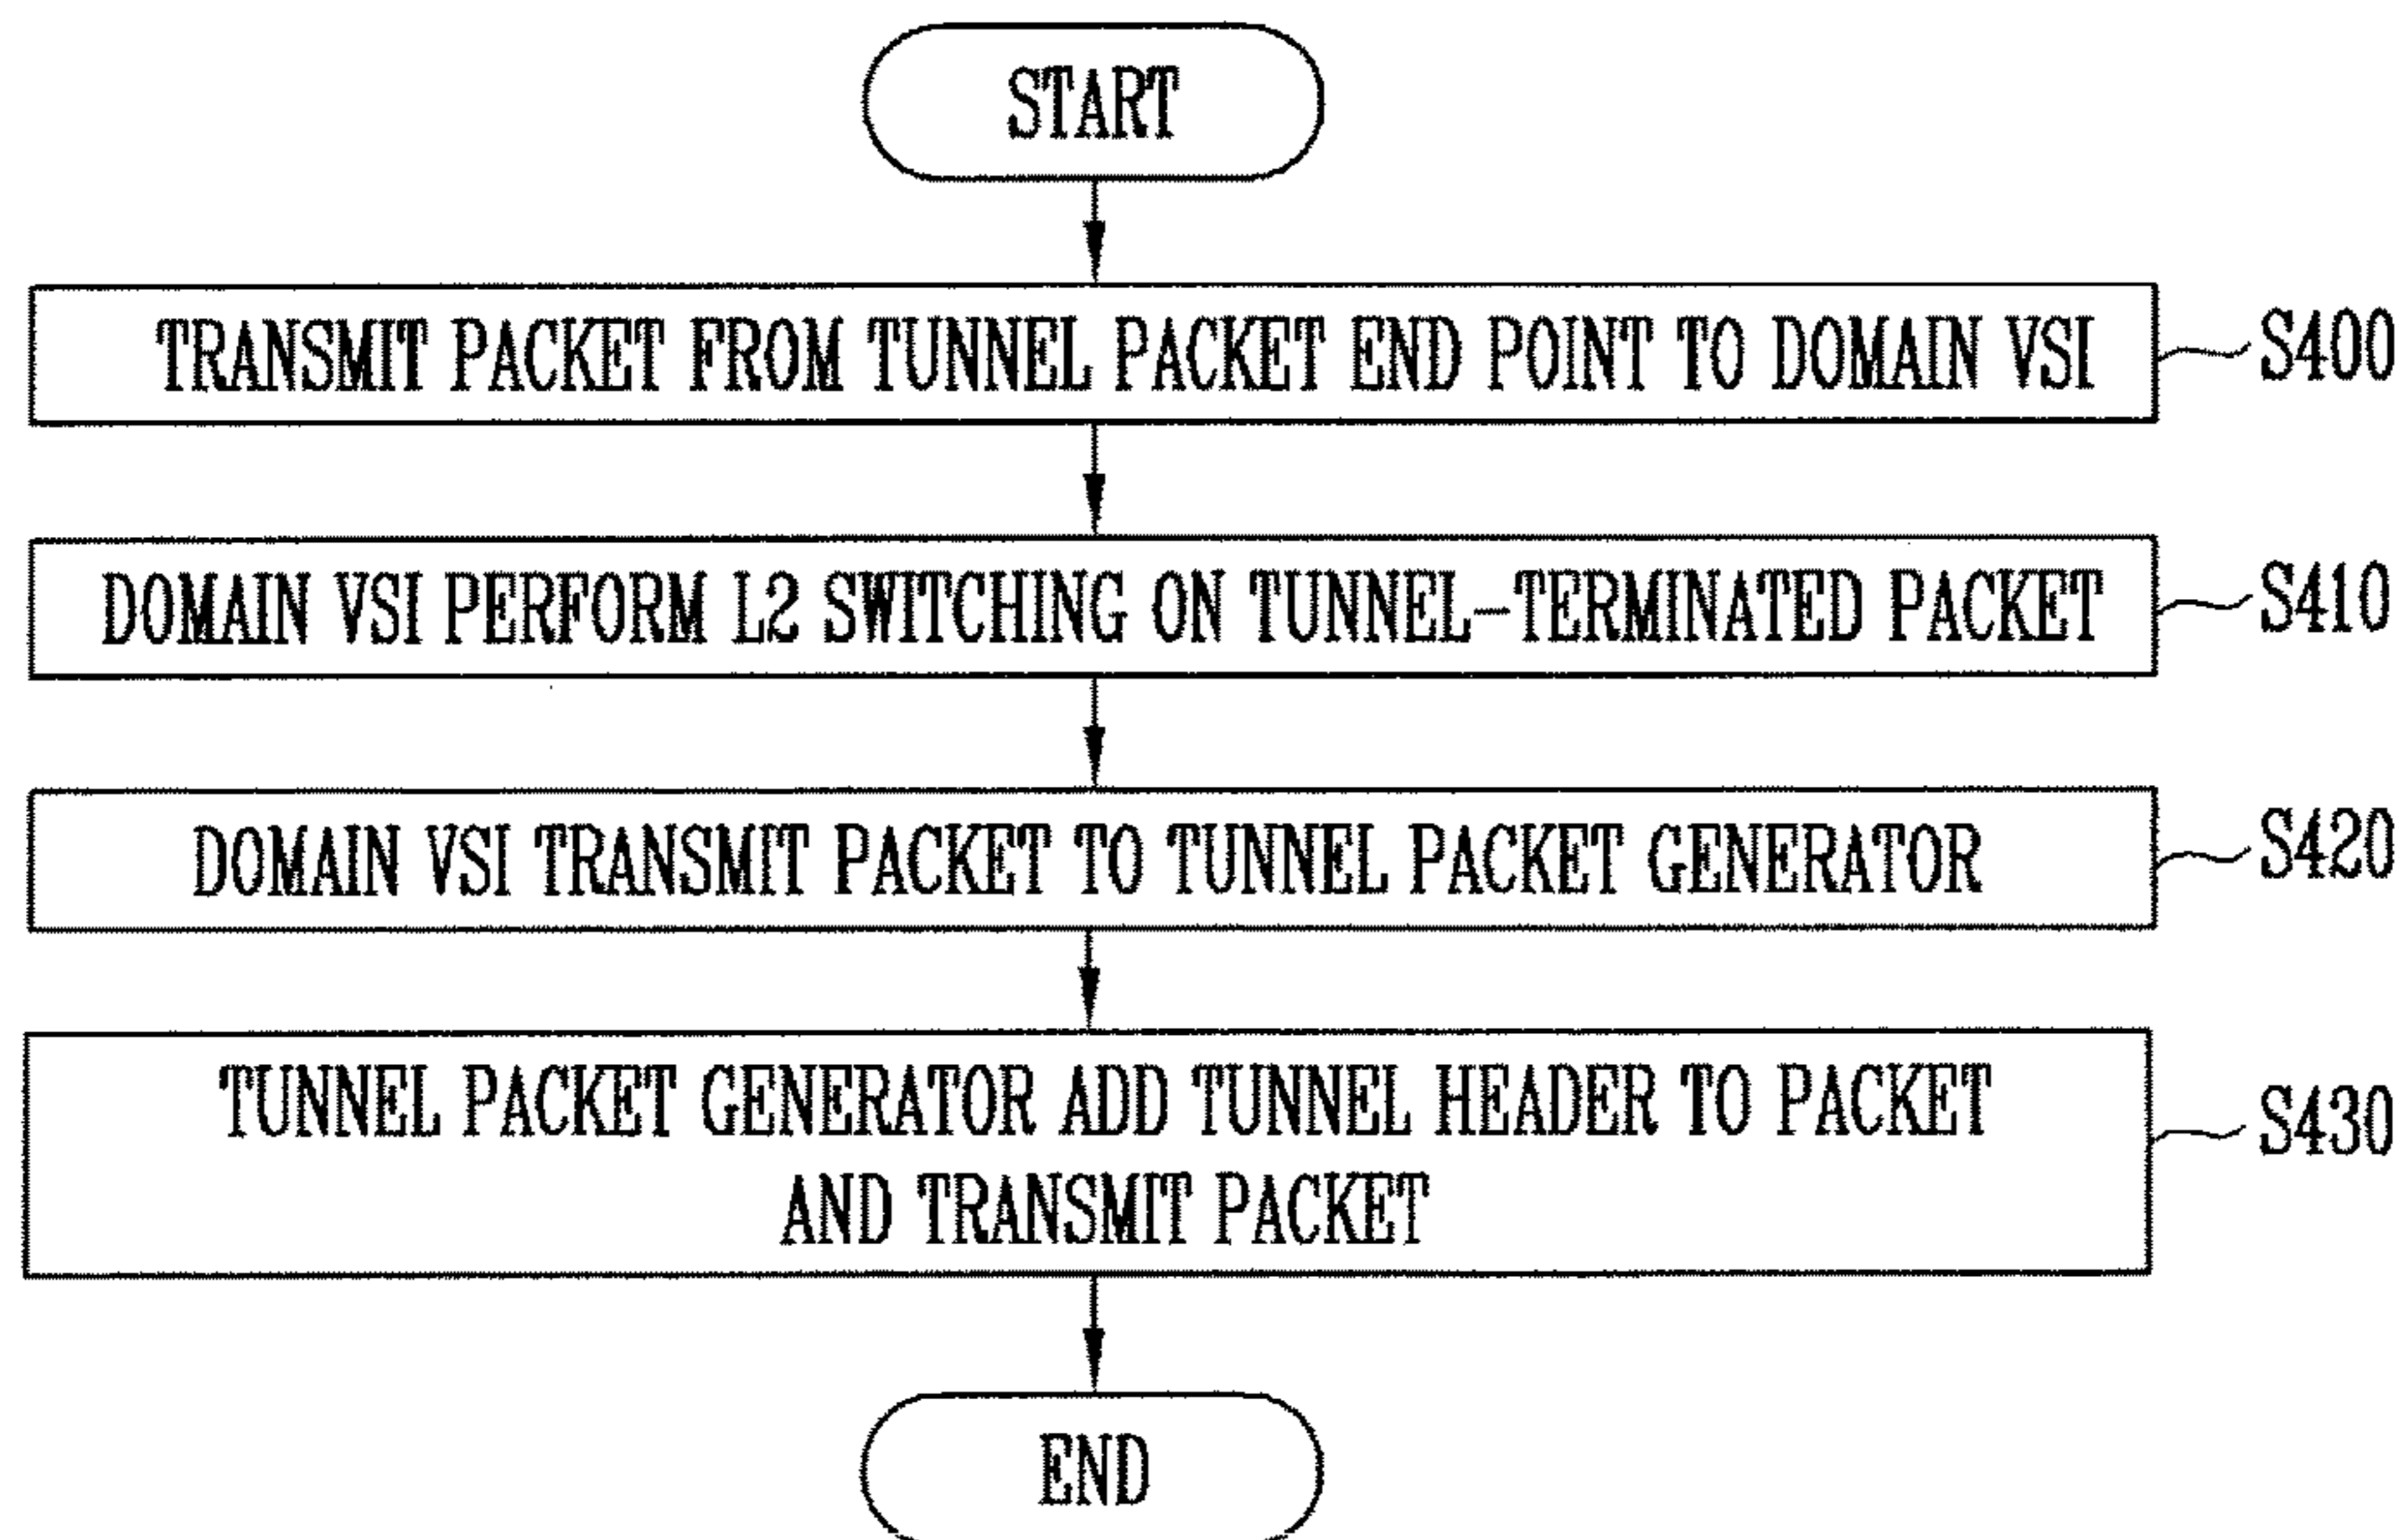 START
TRANSMIT PACKET FROM TUNNEL PACKET END POINT TO DOMAIN VSI
S400
DOMAIN VSI PERFORM L2 SWITCHING ON TUNNEL-TERMINATED PACKET
S410
DOMAIN VSI TRANSMIT PACKET TO TUNNEL PACKET GENERATOR
S420
TUNNEL PACKET GENERATOR ADD TUNNEL HEADER TO PACKET
AND TRANSMIT PACKET
S430
END